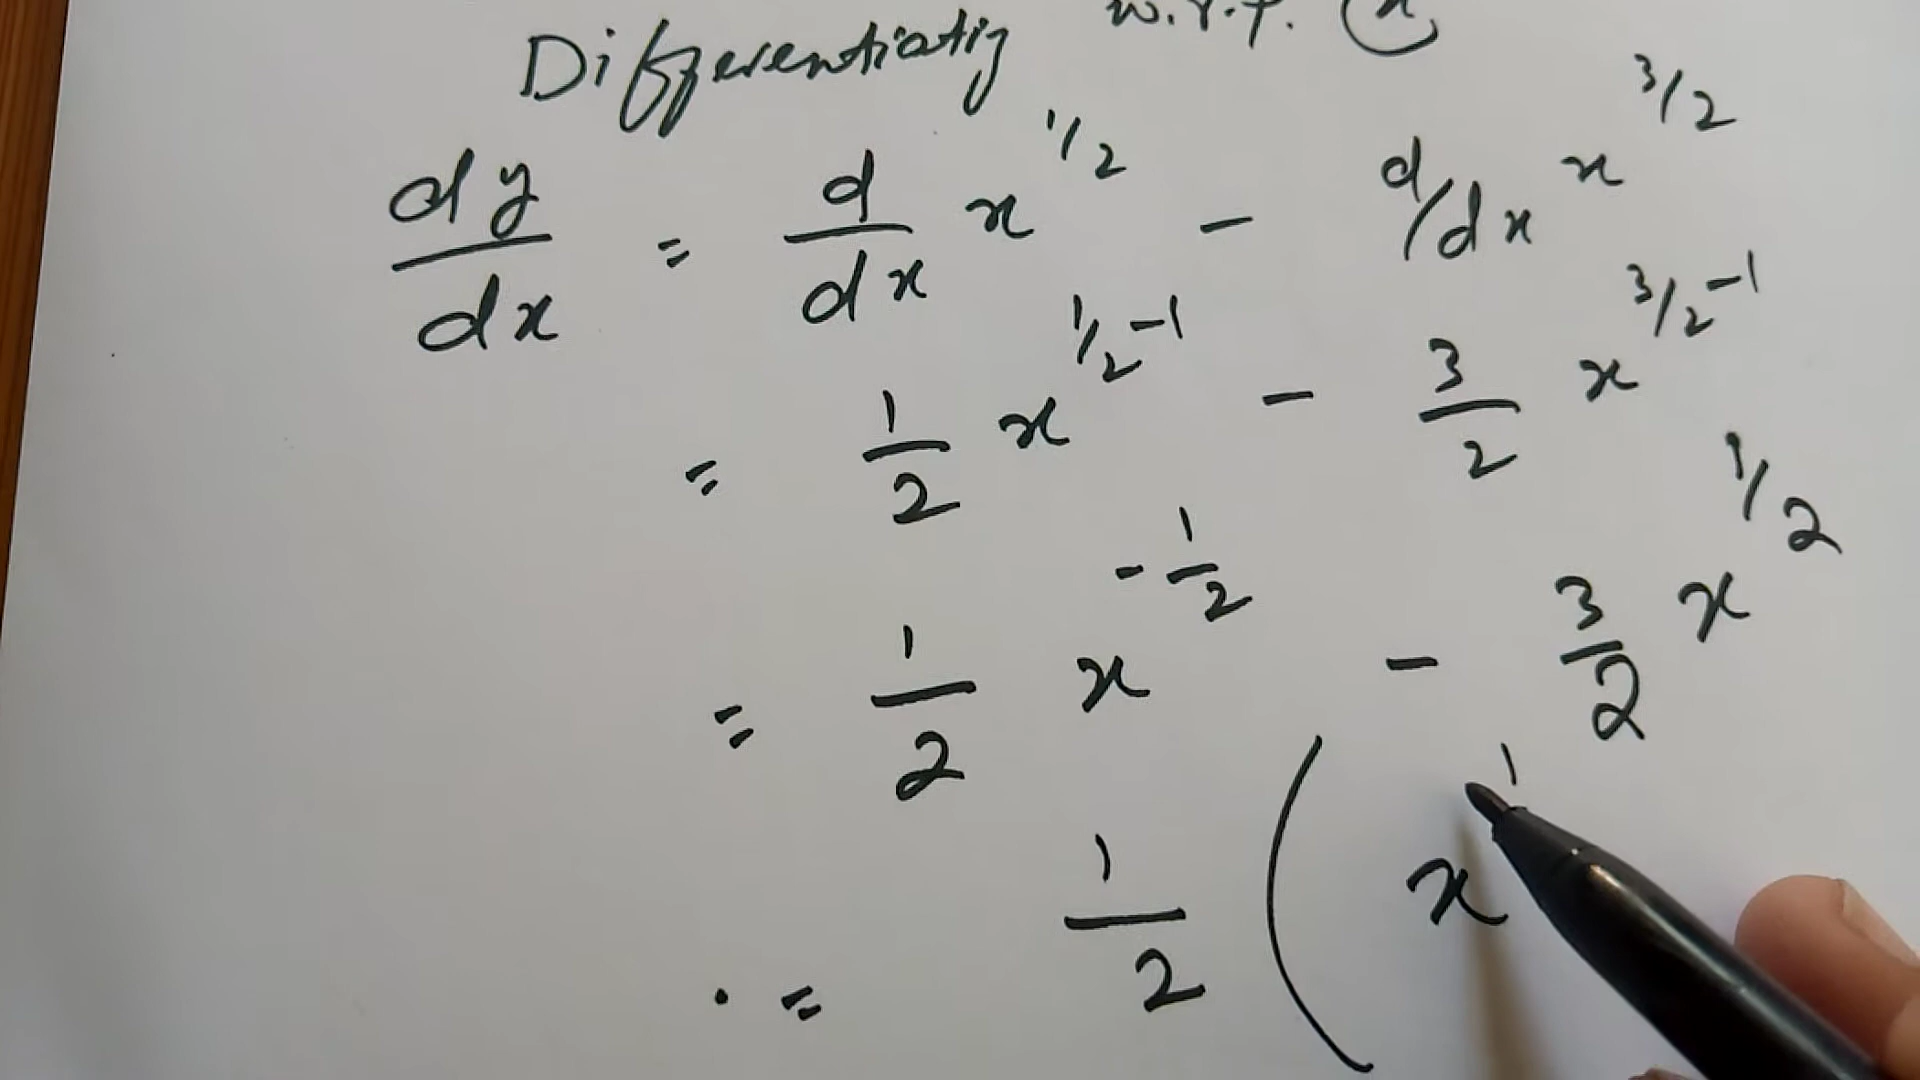 Differentiatig w.r.t. (x)
dy/dx = d/dx x^1/2 - d/dx x^3/2
= 1/2 x^1/2-1 - 3/2 x^3/2-1
= 1/2 x^-1/2 - 3/2 x^1/2
. = 1/2 ( x^1